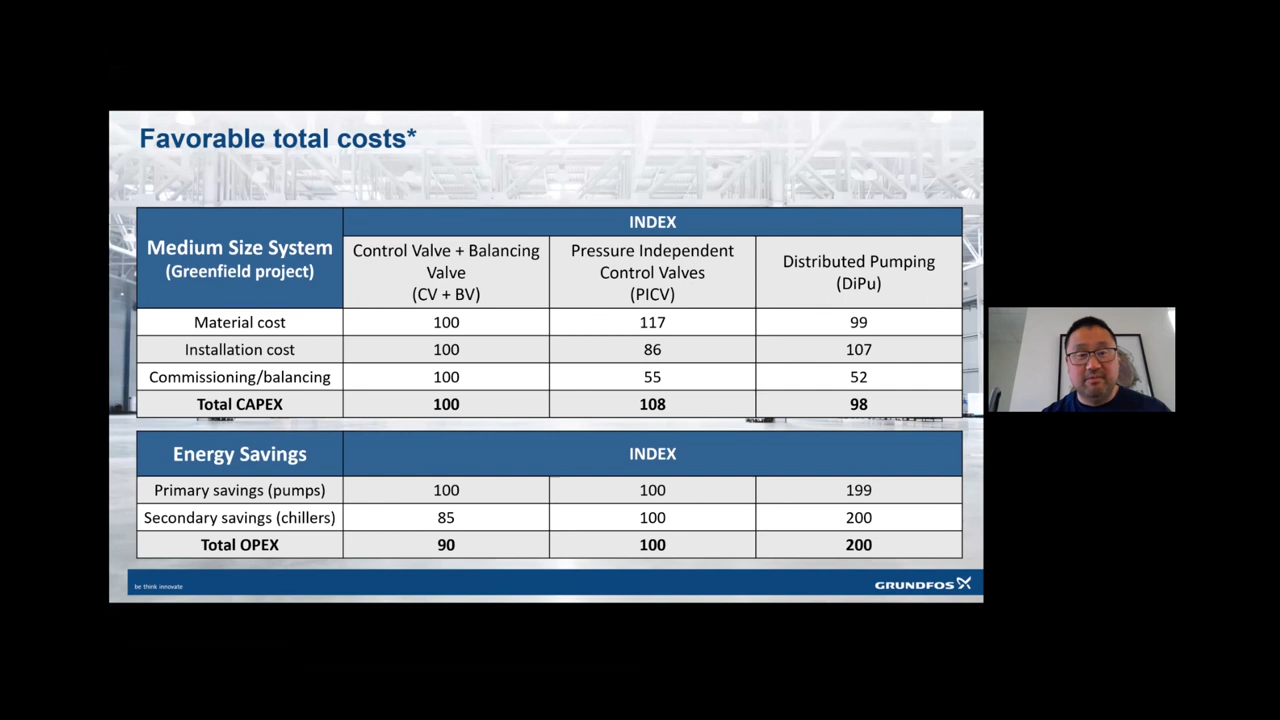 Favorable total costs*
Medium Size System
(Greenfield project)
INDEX
Control Valve + Balancing
Valve
(CV + BV)
Pressure Independent
Control Valves
(PICV)
Distributed Pumping
(DiPu)
Material cost 100 117 99
Installation cost 100 86 107
Commissioning/balancing 100 55 52
Total CAPEX 100 108 98
Energy Savings INDEX
Primary savings (pumps) 100 100 199
Secondary savings (chillers) 85 100 200
Total OPEX 90 100 200
be think innovate
GRUNDFOS